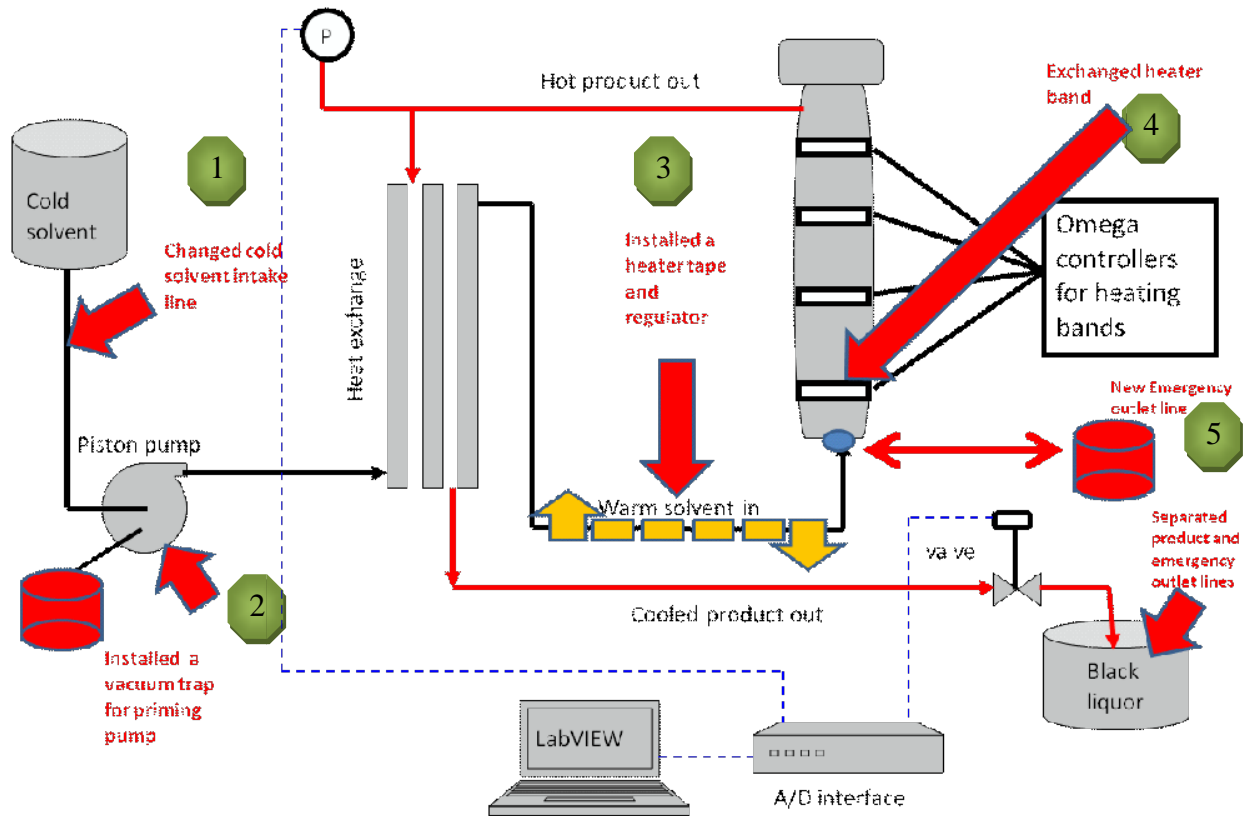 P
Hot product out
Exchanged heater
band
4
1
3
Cold
solvent
Changed cold
solvent intake
line
Installed a
heater tape
and
regulator
Omega
controllers
for heating
bands
Heat exchange
New Emergency
outlet line
5
Piston pump
Warm solvent in
Separated
product and
emergency
outlet lines
va ve
2
Cooled product out
Installed a
vacuum trap
for priming
pump
Black
liquor
LabVIEW
A/D interface